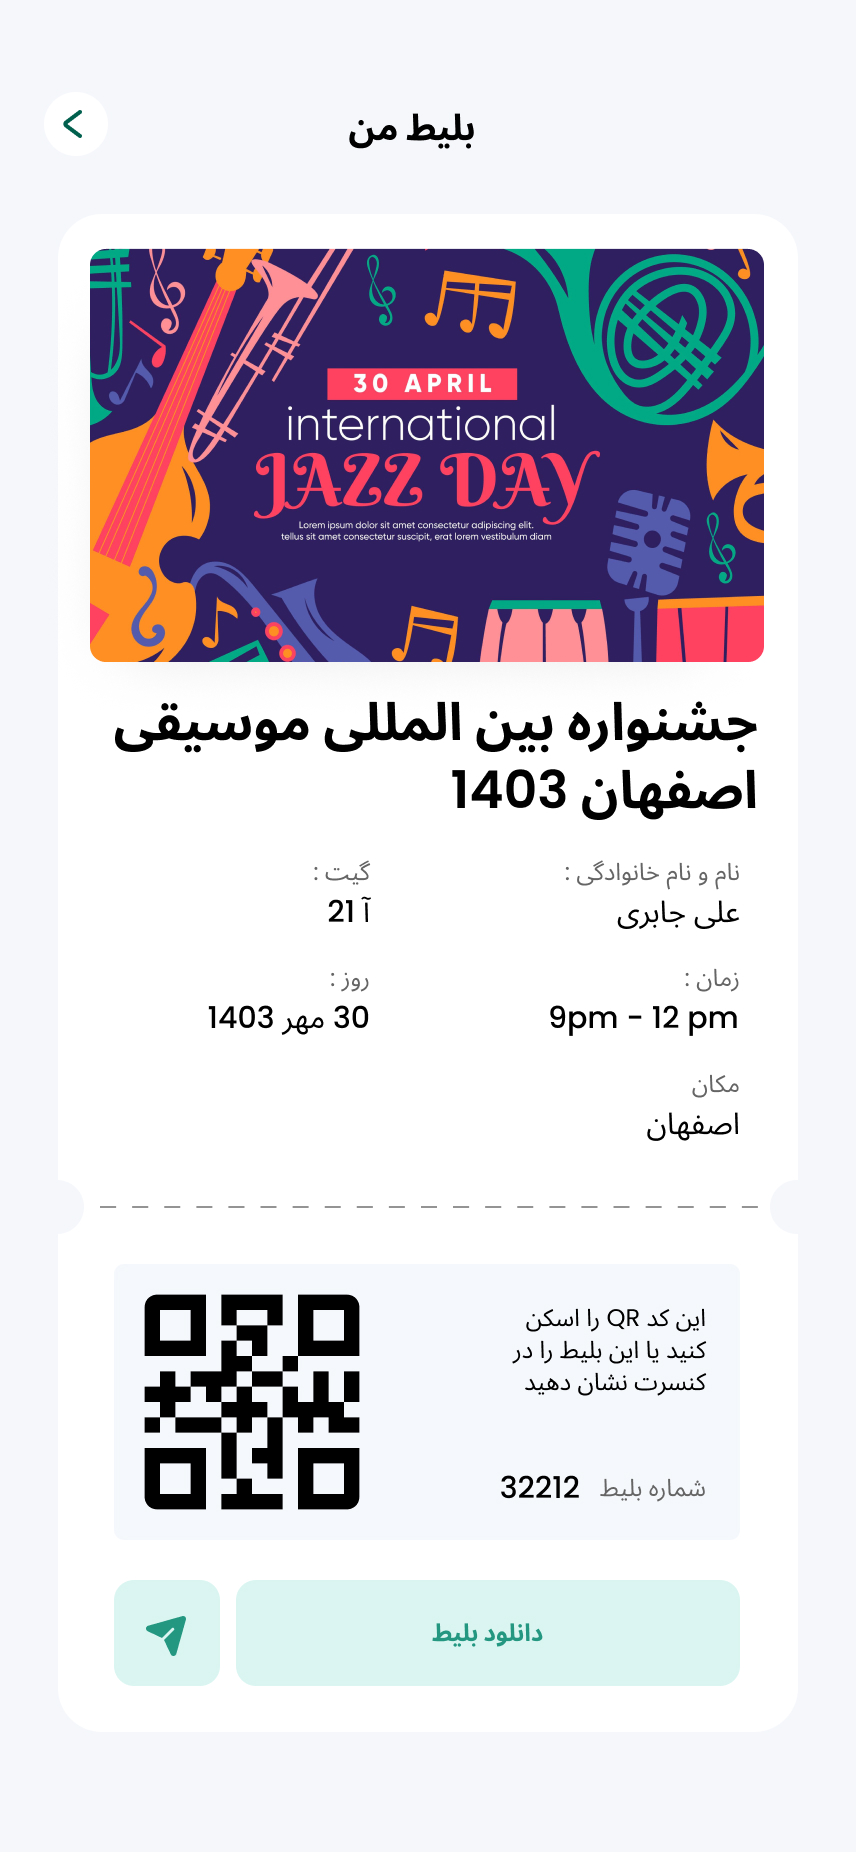 بلیط من
30 APRIL
international
JAZZ DAY
Lorem ipsum dolor sit amet consectetur adipiscing elit.
tellus sit amet consectetur suscipit, erat lorem vestibulum diam
جشنواره بین المللی موسیقی
اصفهان 1403
نام و نام خانوادگی :
علی جابری
گیت :
آ 21
زمان :
9pm - 12 pm
روز :
30 مهر 1403
مکان
اصفهان
این کد QR را اسکن
کنید یا این بلیط را در
کنسرت نشان دهید
شماره بلیط 32212
دانلود بلیط